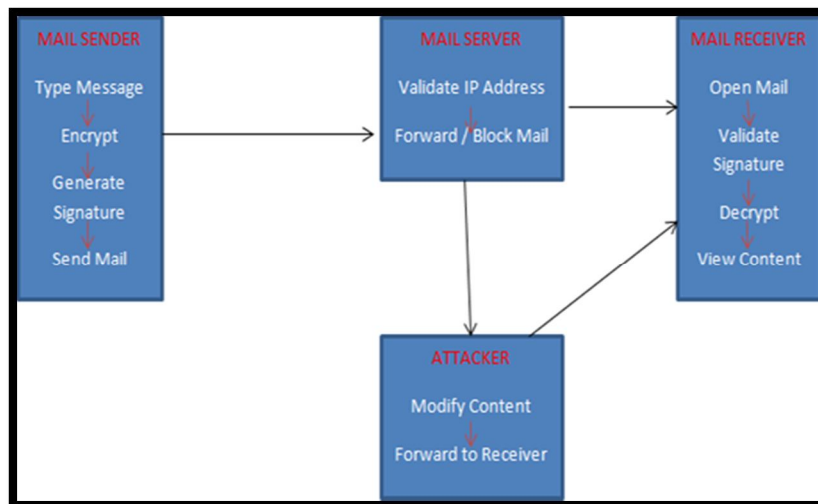 MAIL SENDER
Type Message
Encrypt
Generate
Signature
Send Mail
MAIL SERVER
Validate IP Address
Forward / Block Mail
MAIL RECEIVER
Open Mail
Validate
Signature
Decrypt
View Content
ATTACKER
Modify Content
Forward to Receiver